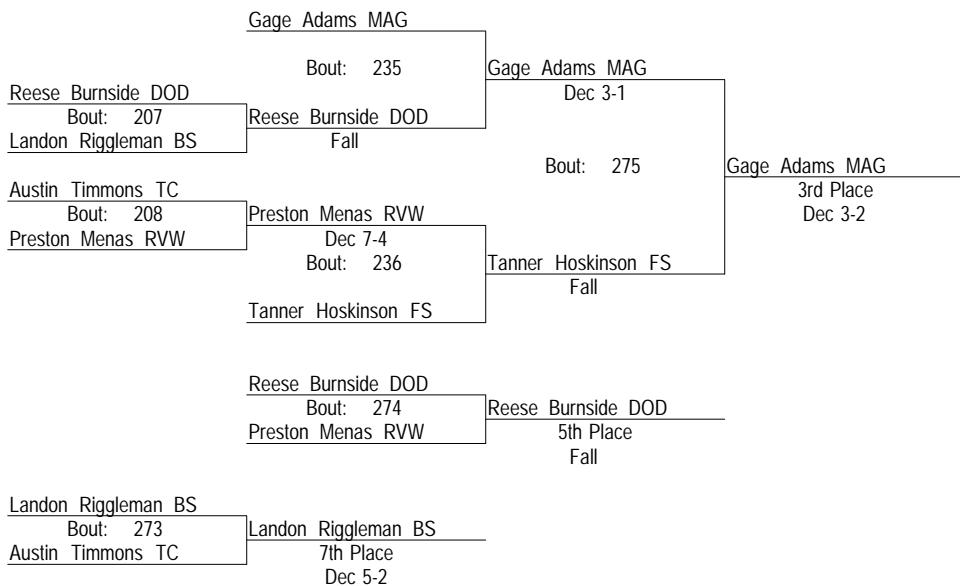 Gage Adams MAG
Bout: 235
Gage Adams MAG
Dec 3-1
Reese Burnside DOD
Bout: 207
Landon Riggleman BS
Reese Burnside DOD
Fall
Bout: 275
Gage Adams MAG
3rd Place
Dec 3-2
Austin Timmons TC
Bout: 208
Preston Menas RVW
Preston Menas RVW
Dec 7-4
Bout: 236
Tanner Hoskinson FS
Fall
Tanner Hoskinson FS
Reese Burnside DOD
Bout: 274
Preston Menas RVW
Reese Burnside DOD
5th Place
Fall
Landon Riggleman BS
Bout: 273
Austin Timmons TC
Landon Riggleman BS
7th Place
Dec 5-2